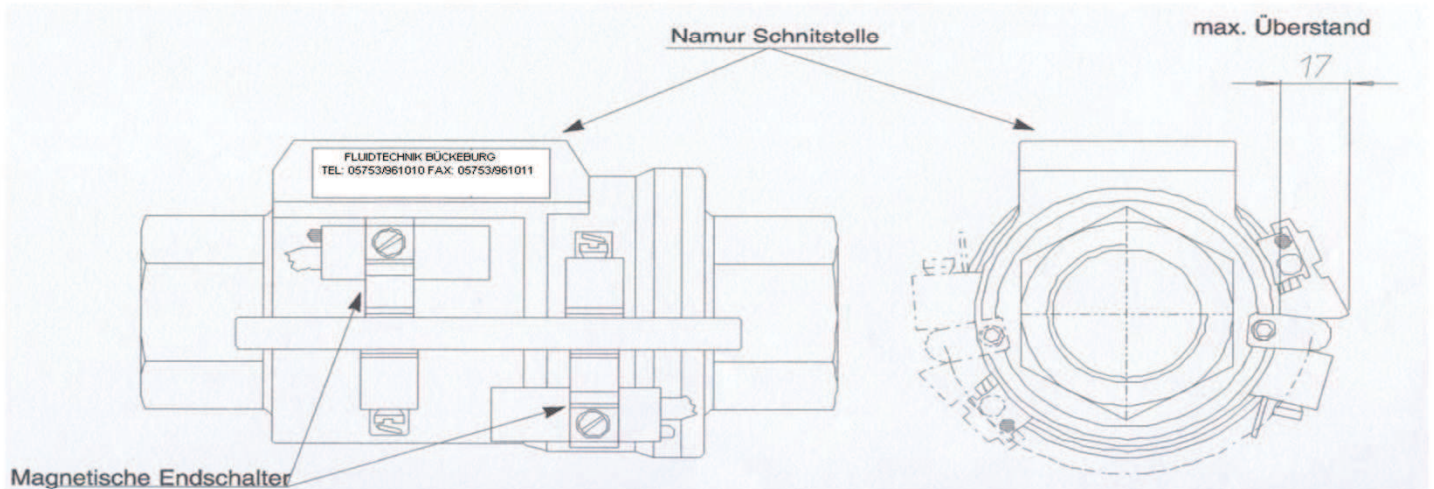 Namur Schnitstelle
max. Überstand
17
FLUIDTECHNIK BÜCKEBURG
TEL: 05753/961010 FAX: 05753/961011
Magnetische Endschalter